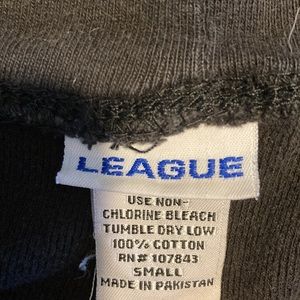 LEAGUE
USE NON-
CHLORINE BLEACH
TUMBLE DRY LOW
100% COTTON
RN# 107843
SMALL
MADE IN PAKISTAN